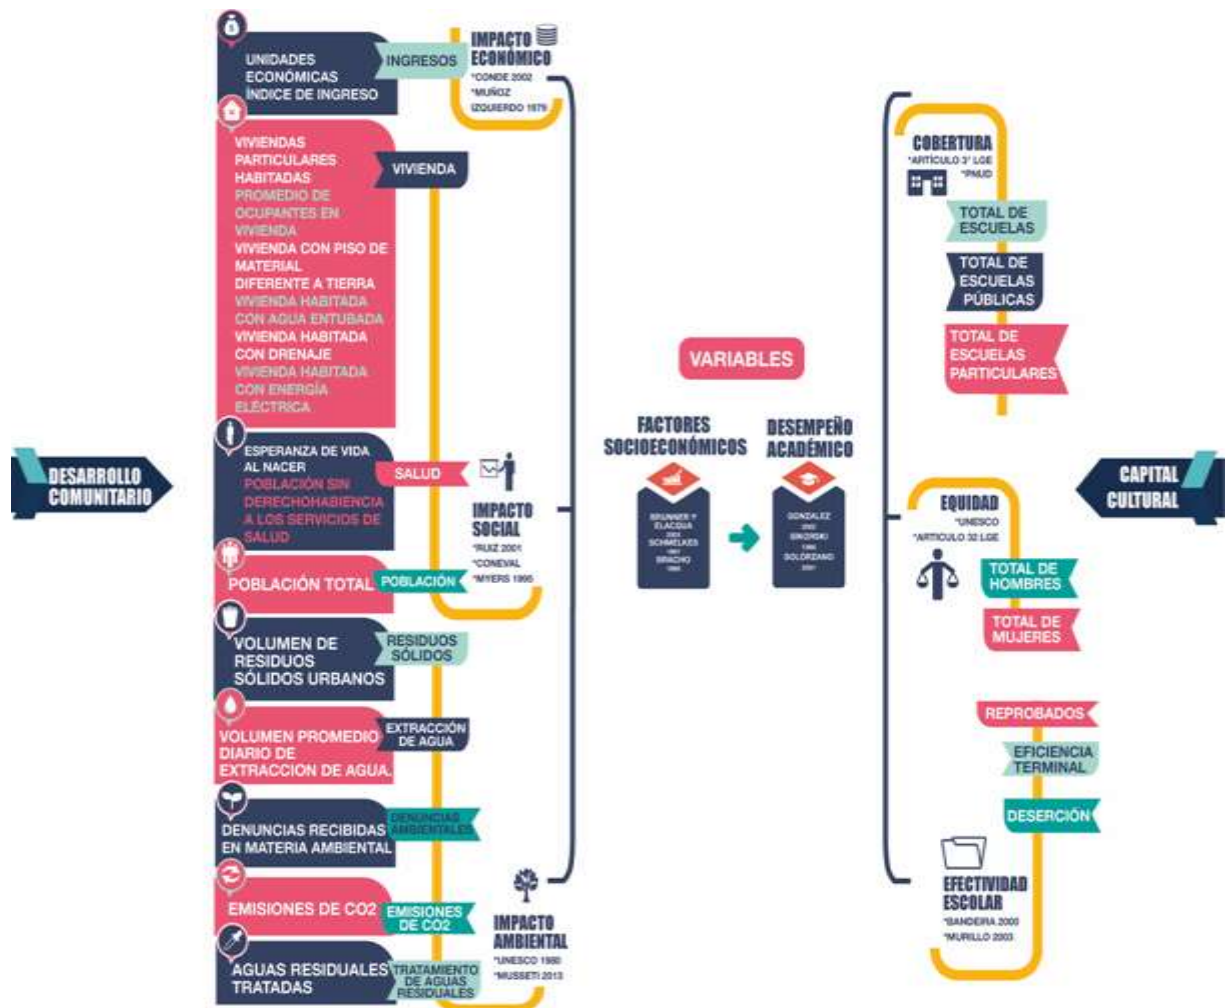 DESARROLLO
COMUNITARIO
UNIDADES
ECONÓMICAS
ÍNDICE DE INGRESO
INGRESOS
IMPACTO
ECONÓMICO
*CONDE 2002
*MUÑOZ
IZQUIERDO 1979
VIVIENDAS
PARTICULARES
HABITADAS
PROMEDIO DE
OCUPANTES EN
VIVIENDA
VIVIENDA CON PISO DE
MATERIAL
DIFERENTE A TIERRA
VIVIENDA HABITADA
CON AGUA ENTUBADA
VIVIENDA HABITADA
CON DRENAJE
VIVIENDA HABITADA
CON ENERGÍA
ELÉCTRICA
VIVIENDA
ESPERANZA DE VIDA
AL NACER
POBLACIÓN SIN
DERECHOHABIENCIA
A LOS SERVICIOS DE
SALUD
SALUD
IMPACTO
SOCIAL
*RUIZ 2001
*CONEVAL
*MYERS 1995
POBLACIÓN TOTAL
POBLACIÓN
VOLUMEN DE
RESIDUOS
SÓLIDOS URBANOS
RESIDUOS
SÓLIDOS
VOLUMEN PROMEDIO
DIARIO DE
EXTRACCION DE AGUA.
EXTRACCIÓN
DE AGUA
DENUNCIAS RECIBIDAS
EN MATERIA AMBIENTAL
DENUNCIAS
AMBIENTALES
EMISIONES DE CO2
EMISIONES
DE CO2
IMPACTO
AMBIENTAL
*UNESCO 1980
*MUSSETI 2013
AGUAS RESIDUALES
TRATADAS
TRATAMIENTO
DE AGUAS
RESIDUALES
VARIABLES
FACTORES
SOCIOECONÓMICOS
BRUNNER Y
ELACQUA
SCHMELKES
BRACHO
DESEMPEÑO
ACADÉMICO
GONZALEZ
SOLÓRZANO
COBERTURA
*ARTÍCULO 3° LGE
*PNUD
TOTAL DE
ESCUELAS
TOTAL DE
ESCUELAS
PÚBLICAS
TOTAL DE
ESCUELAS
PARTICULARES
EQUIDAD
*UNESCO
*ARTICULO 32 LGE
TOTAL DE
HOMBRES
TOTAL DE
MUJERES
REPROBADOS
EFICIENCIA
TERMINAL
DESERCIÓN
EFECTIVIDAD
ESCOLAR
*BANDEIRA 2000
*MURILLO 2003
CAPITAL
CULTURAL